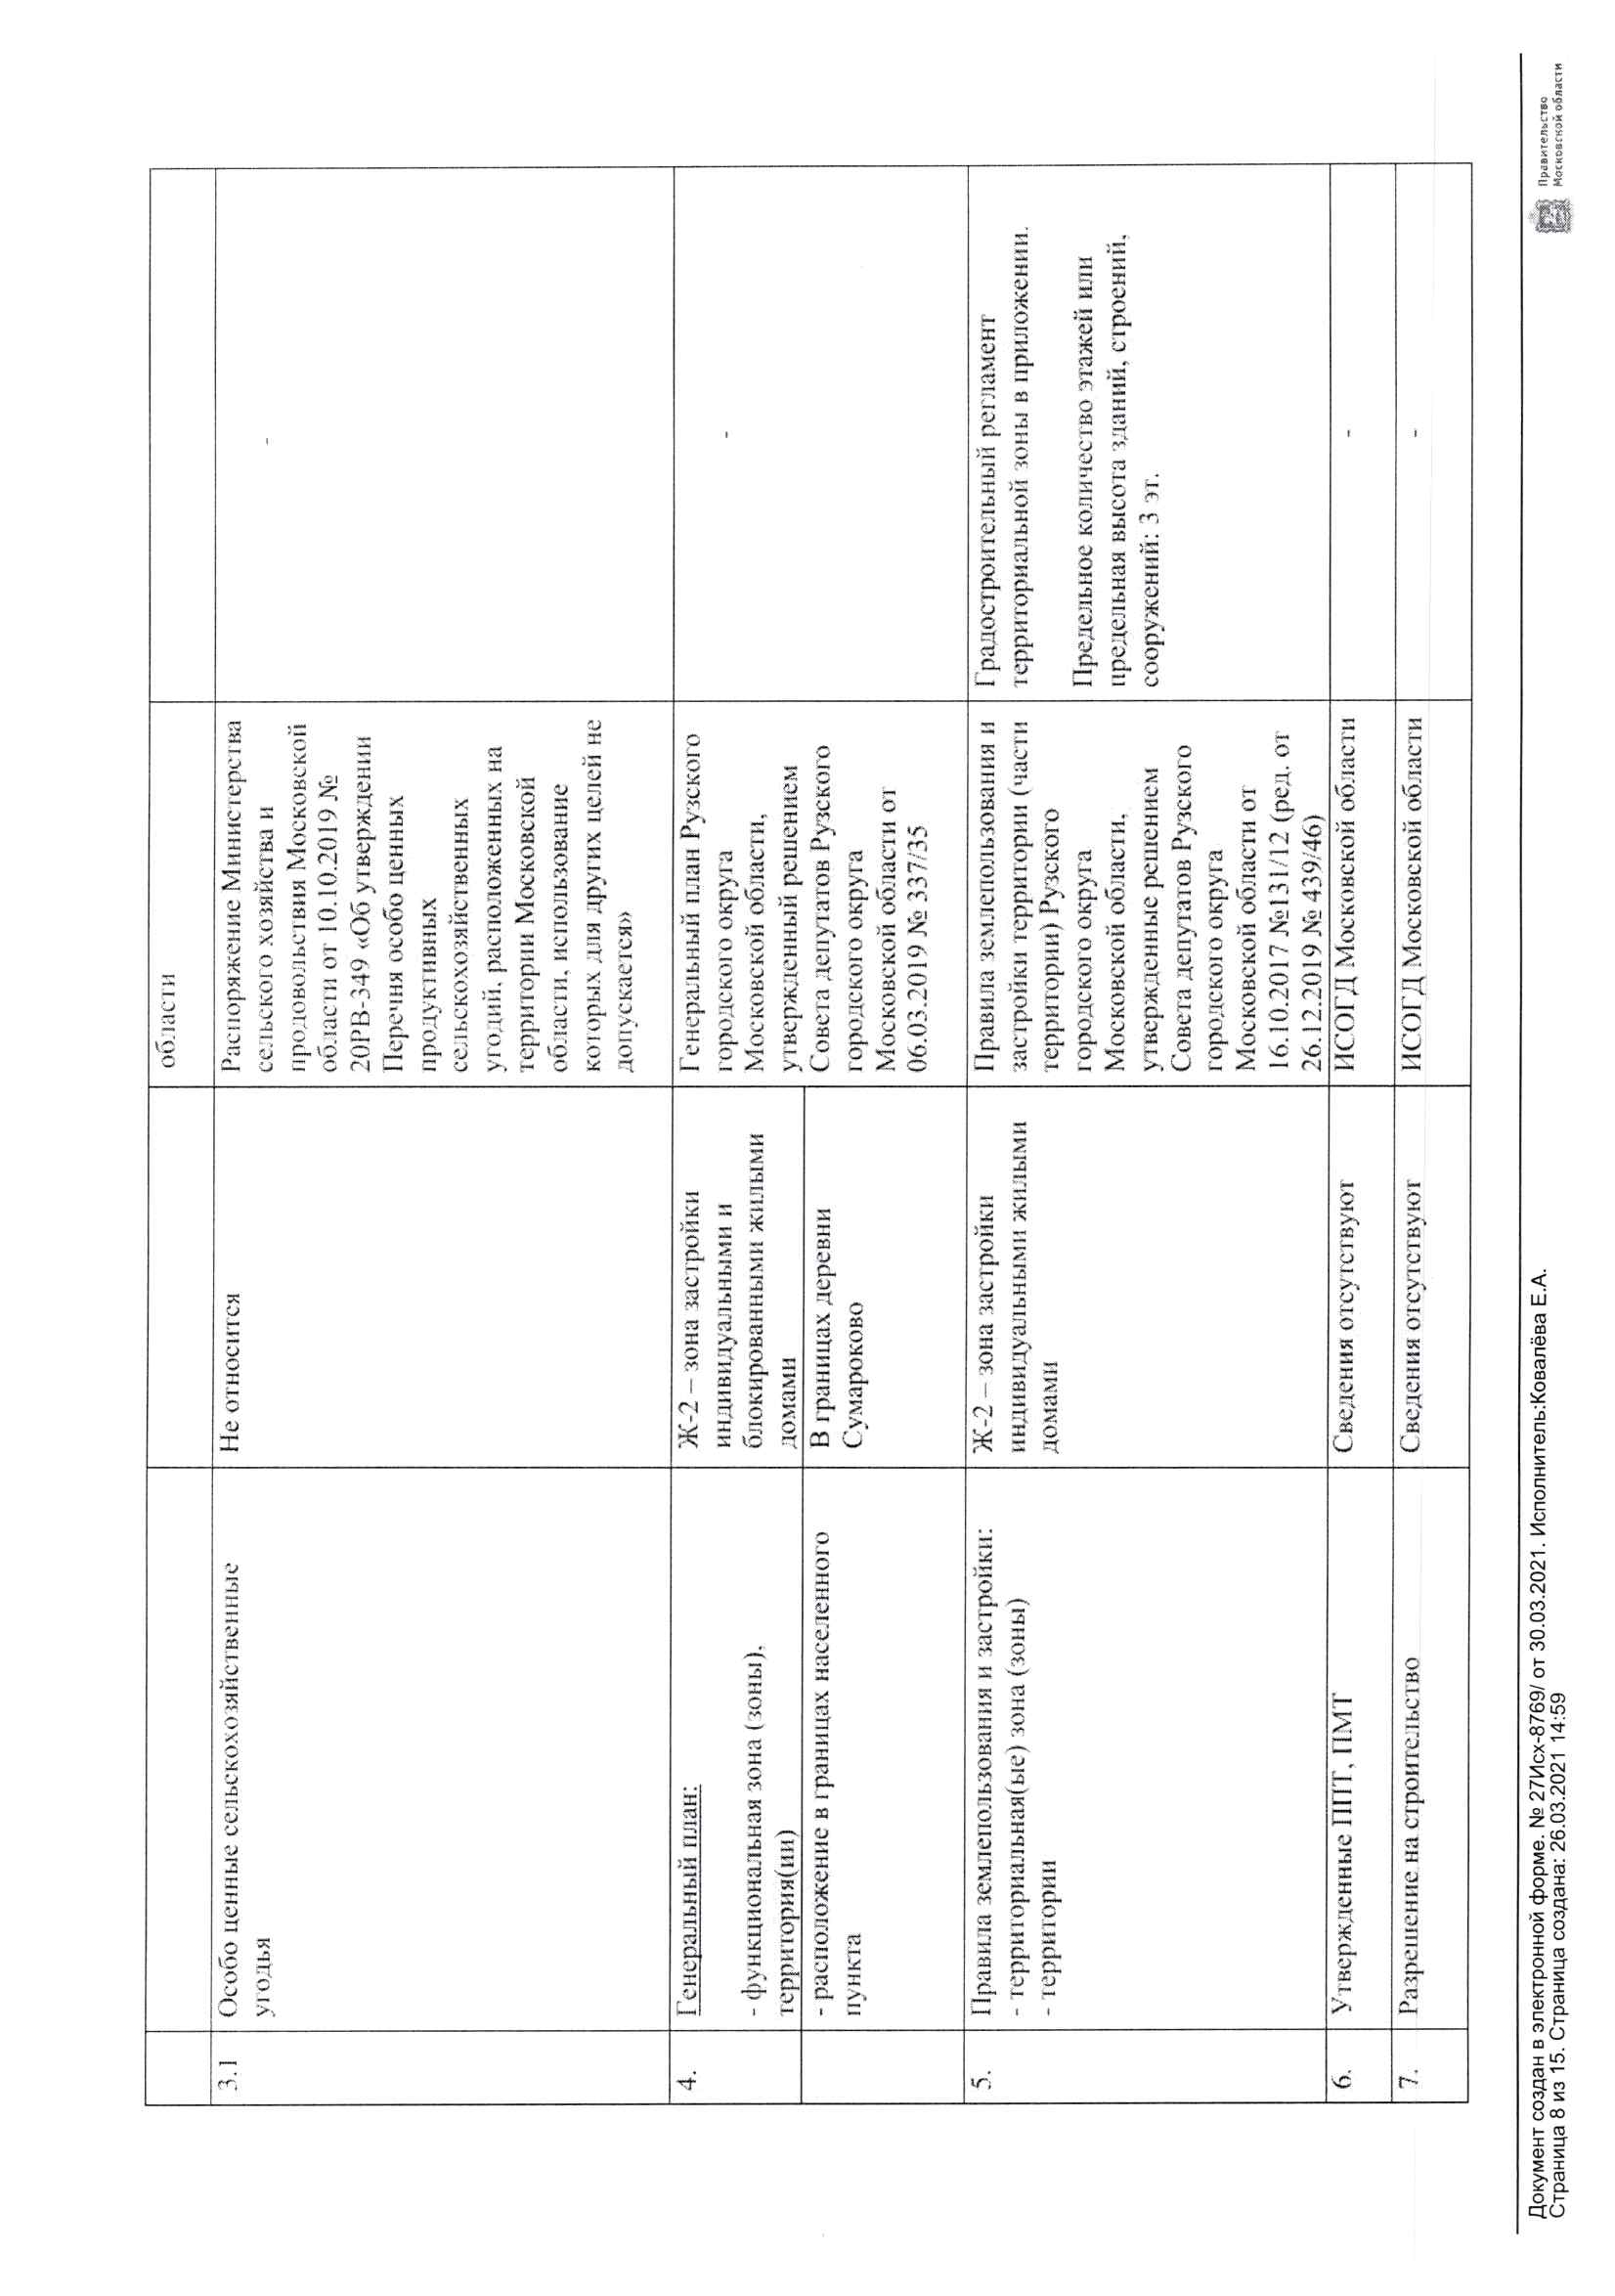 области
3.1
Особо ценные сельскохозяйственные
угодья
Не относится
Распоряжение Министерства
сельского хозяйства и
продовольствия Московской
области от 10.10.2019 №
20РВ-349 «Об утверждении
Перечня особо ценных
продуктивных
сельскохозяйственных
угодий, расположенных на
территории Московской
области, использование
которых для других целей не
допускается»
-
4.
Генеральный план:
- функциональная зона (зоны),
территория(ии)
Ж-2 – зона застройки
индивидуальными и
блокированными жилыми
домами
- расположение в границах населенного
пункта
В границах деревни
Сумароково
Генеральный план Рузского
городского округа
Московской области,
утвержденный решением
Совета депутатов Рузского
городского округа
Московской области от
06.03.2019 № 337/35
-
5.
Правила землепользования и застройки:
- территориальная(ые) зона (зоны)
- территории
Ж-2 – зона застройки
индивидуальными жилыми
домами
Правила землепользования и
застройки территории (части
территории) Рузского
городского округа
Московской области,
утвержденные решением
Совета депутатов Рузского
городского округа
Московской области от
16.10.2017 №131/12 (ред. от
26.12.2019 № 439/46)
Градостроительный регламент
территориальной зоны в приложении.
Предельное количество этажей или
предельная высота зданий, строений,
сооружений: 3 эт.
6.
Утвержденные ППТ, ПМТ
Сведения отсутствуют
ИСОГД Московской области
-
7.
Разрешение на строительство
Сведения отсутствуют
ИСОГД Московской области
-
Документ создан в электронной форме. № 27Исх-8769/ от 30.03.2021. Исполнитель:Ковалёва Е.А.
Страница 8 из 15. Страница создана: 26.03.2021 14:59
Правительство
Московской области